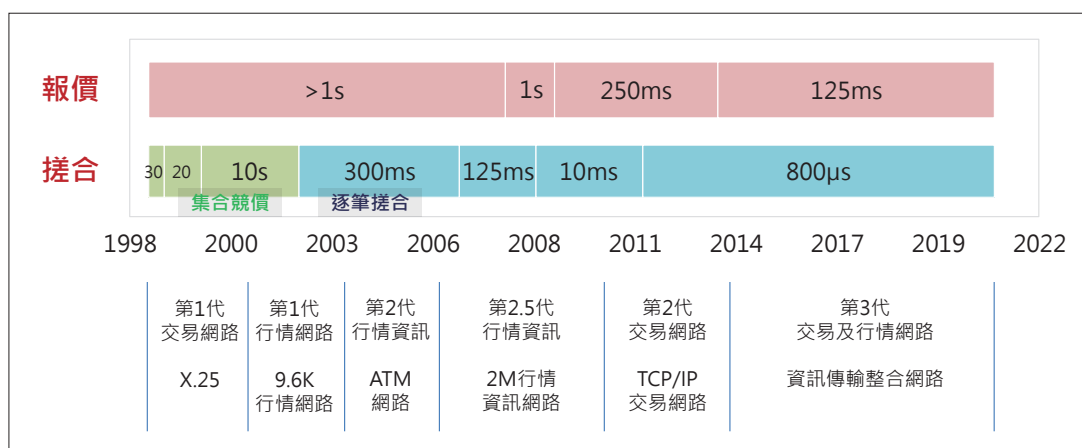 報價
>1s
1s
250ms
125ms
搓合
30
20
10s
300ms
125ms
10ms
800μs
集合競價
逐筆搓合
1998
2000
2003
2006
2008
2011
2014
2017
2019
2022
第1代
交易網路
第1代
行情網路
第2代
行情資訊
第2.5代
行情資訊
第2代
交易網路
第3代
交易及行情網路
X.25
9.6K
行情網路
ATM
網路
2M行情
資訊網路
TCP/IP
交易網路
資訊傳輸整合網路